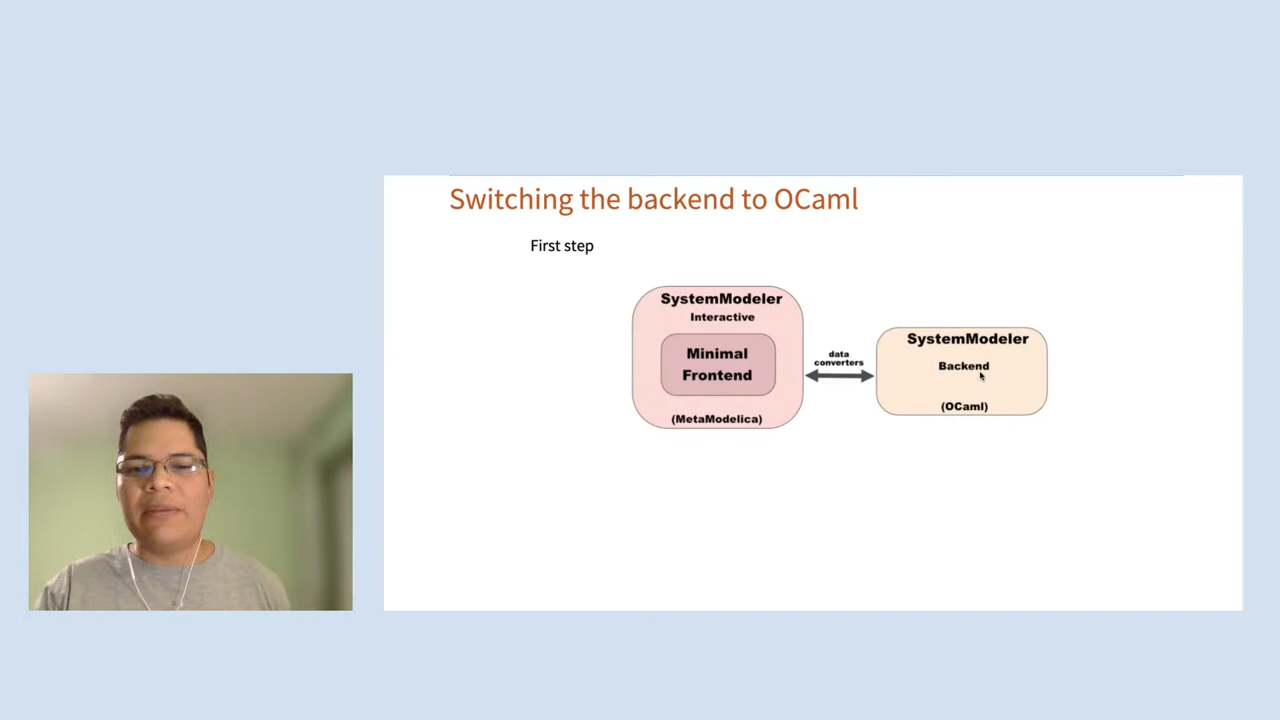 Switching the backend to OCaml
First step
SystemModeler
Interactive
Minimal
Frontend
(MetaModelica)
data
converters
SystemModeler
Backend
(OCaml)